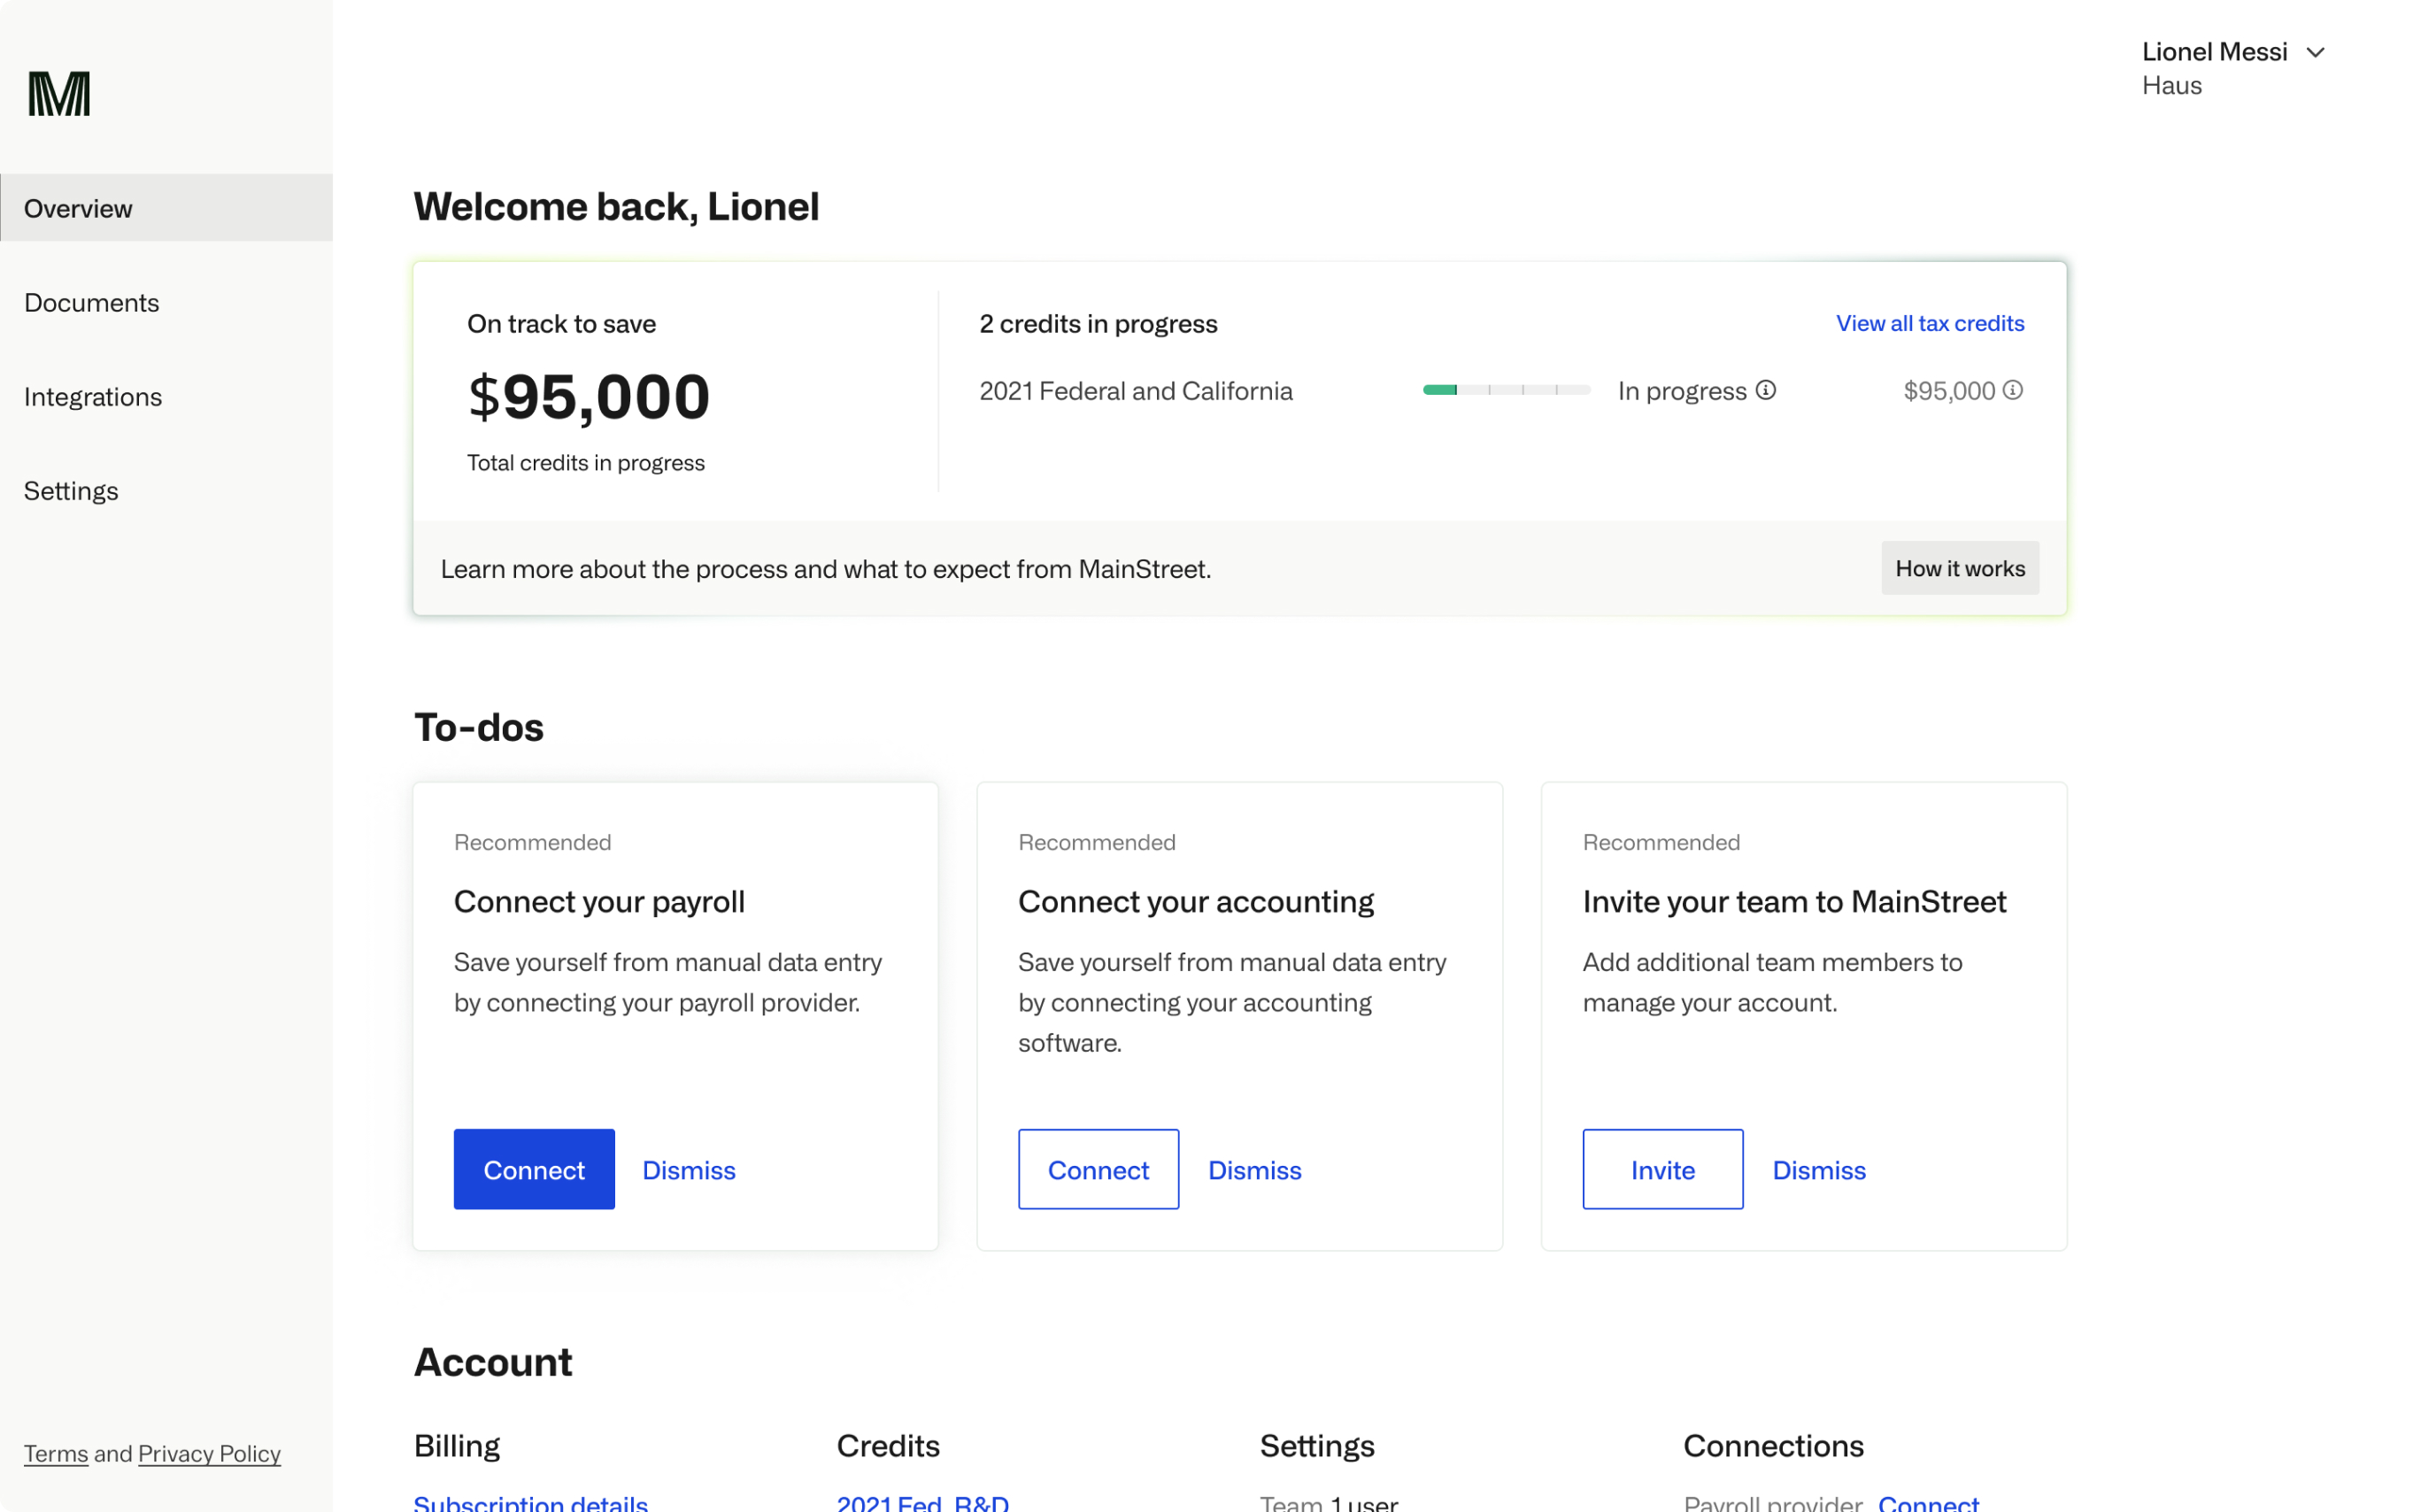 M
Lionel Messi
Haus
Overview
Documents
Integrations
Settings
Terms and Privacy Policy
Welcome back, Lionel
On track to save
$95,000
Total credits in progress
2 credits in progress
View all tax credits
2021 Federal and California
In progress
$95,000
Learn more about the process and what to expect from MainStreet.
How it works
To-dos
Recommended
Connect your payroll
Save yourself from manual data entry
by connecting your payroll provider.
Connect
Dismiss
Recommended
Connect your accounting
Save yourself from manual data entry
by connecting your accounting
software.
Connect
Dismiss
Recommended
Invite your team to MainStreet
Add additional team members to
manage your account.
Invite
Dismiss
Account
Billing
Subscription details
Credits
2021 Fed. R&D
Settings
Team 1 user
Connections
Payroll provider Connect